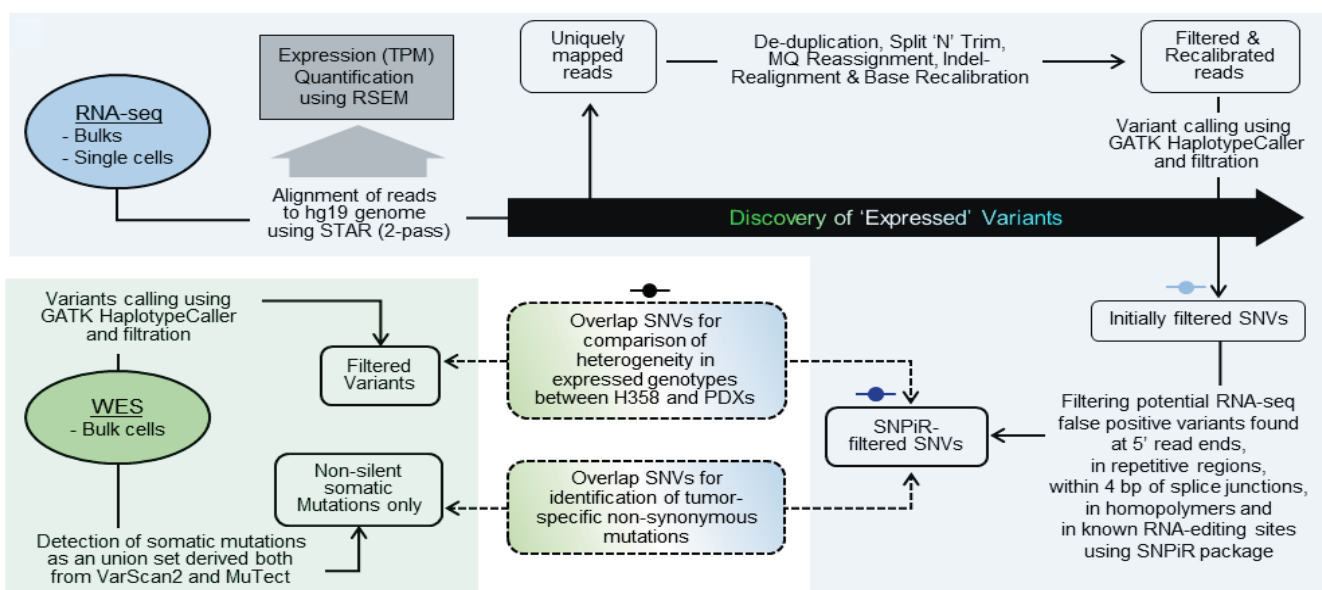 RNA-seq
- Bulks
- Single cells
Expression (TPM)
Quantification
using RSEM
Alignment of reads
to hg19 genome
using STAR (2-pass)
Uniquely
mapped
reads
De-duplication, Split ‘N’ Trim,
MQ Reassignment, Indel-
Realignment & Base Recalibration
Filtered &
Recalibrated
reads
Variant calling using
GATK HaplotypeCaller
and filtration
Discovery of ‘Expressed’ Variants
Initially filtered SNVs
Filtering potential RNA-seq
false positive variants found
at 5’ read ends,
in repetitive regions,
within 4 bp of splice junctions,
in homopolymers and
in known RNA-editing sites
using SNPiR package
SNPiR-
filtered SNVs
Overlap SNVs for
comparison of
heterogeneity in
expressed genotypes
between H358 and PDXs
Overlap SNVs for
identification of tumor-
specific non-synonymous
mutations
Variants calling using
GATK HaplotypeCaller
and filtration
Filtered
Variants
WES
- Bulk cells
Non-silent
somatic
Mutations only
Detection of somatic mutations
as an union set derived both
from VarScan2 and MuTect